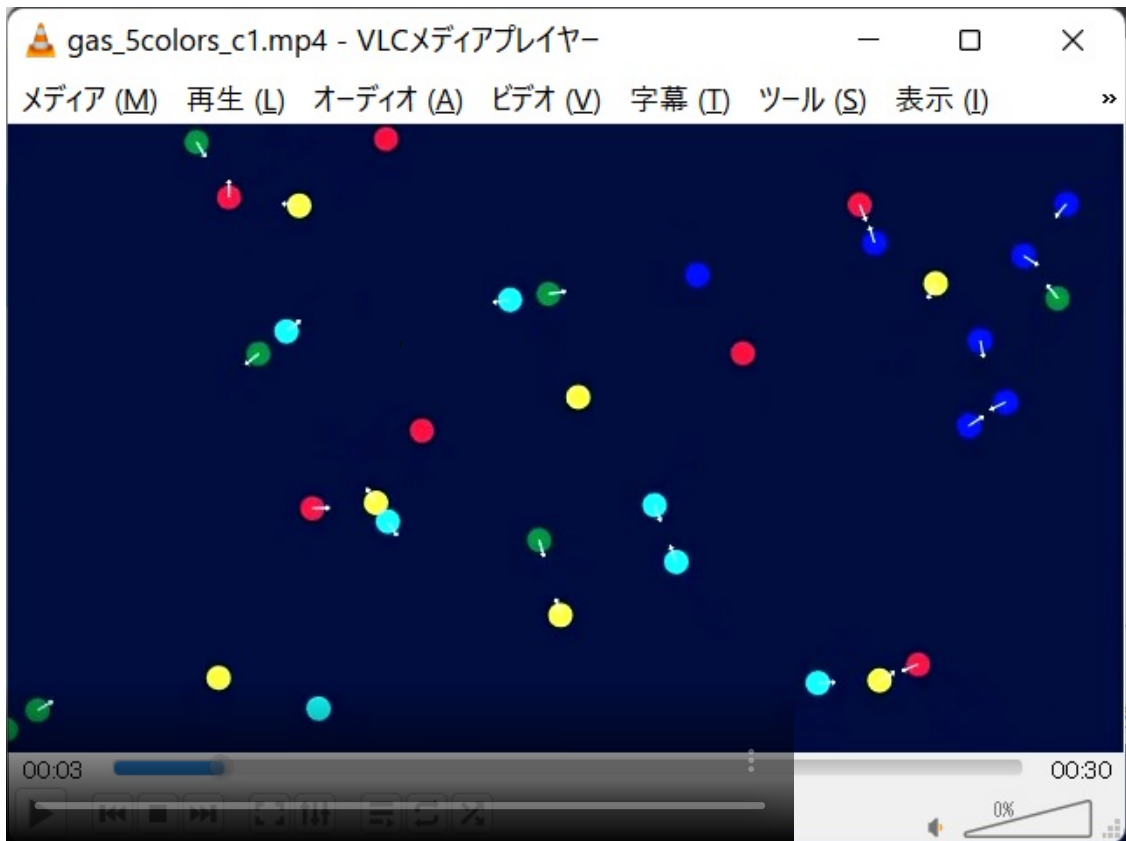 gas_5colors_c1.mp4 - VLCメディアプレイヤー
メディア (M) 再生 (L) オーディオ (A) ビデオ (V) 字幕 (T) ツール (S) 表示 (I) »
00:03 00:30
0%